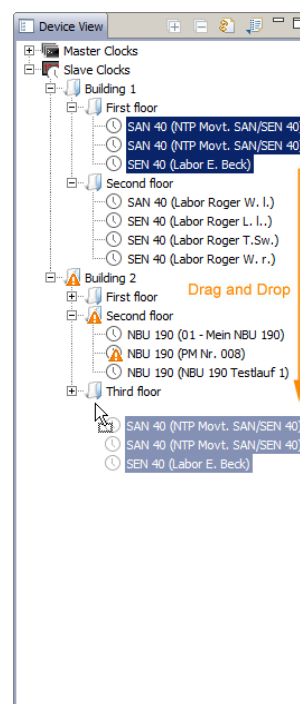 Device View
Master Clocks
Slave Clocks
Building 1
First floor
SAN 40 (NTP Movt. SAN/SEN 40)
SAN 40 (NTP Movt. SAN/SEN 40)
SEN 40 (Labor E. Beck)
Second floor
SAN 40 (Labor Roger W. l.)
SEN 40 (Labor Roger L. l..)
SEN 40 (Labor Roger T.Sw.)
SEN 40 (Labor Roger W. r.)
Building 2
First floor
Drag and Drop
Second floor
NBU 190 (01 - Mein NBU 190)
NBU 190 (PM Nr. 008)
NBU 190 (NBU 190 Testlauf 1)
Third floor
SAN 40 (NTP Movt. SAN/SEN 40)
SAN 40 (NTP Movt. SAN/SEN 40)
SEN 40 (Labor E. Beck)